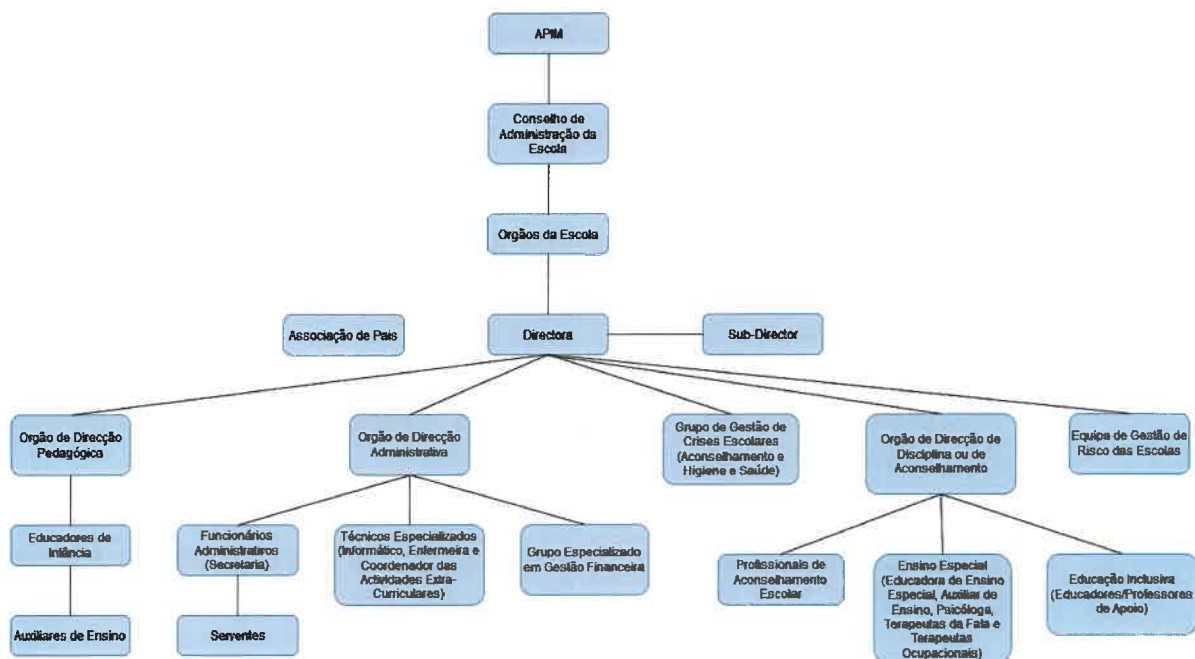 APIM
Conselho de
Administração da
Escola
Orgãos da Escola
Associação de Pais
Directora
Sub-Director
Orgão de Direcção
Pedagógica
Orgão de Direcção
Administrativa
Grupo de Gestão de
Crises Escolares
(Aconselhamento e
Higiene e Saúde)
Orgão de Direcção de
Disciplina ou de
Aconselhamento
Equipa de Gestão de
Risco das Escolas
Educadores de
Infância
Funcionários
Administrativos
(Secretaria)
Técnicos Especializados
(Informático, Enfermeira e
Coordenador das
Actividades Extra-
Curriculares)
Grupo Especializado
em Gestão Financeira
Profissionais de
Aconselhamento
Escolar
Ensino Especial
(Educadora de Ensino
Especial, Auxiliar de
Ensino, Psicóloga,
Terapeutas da Fala e
Terapeutas
Ocupacionais)
Educação Inclusiva
(Educadores/Professores
de Apoio)
Auxiliares de Ensino
Serventes